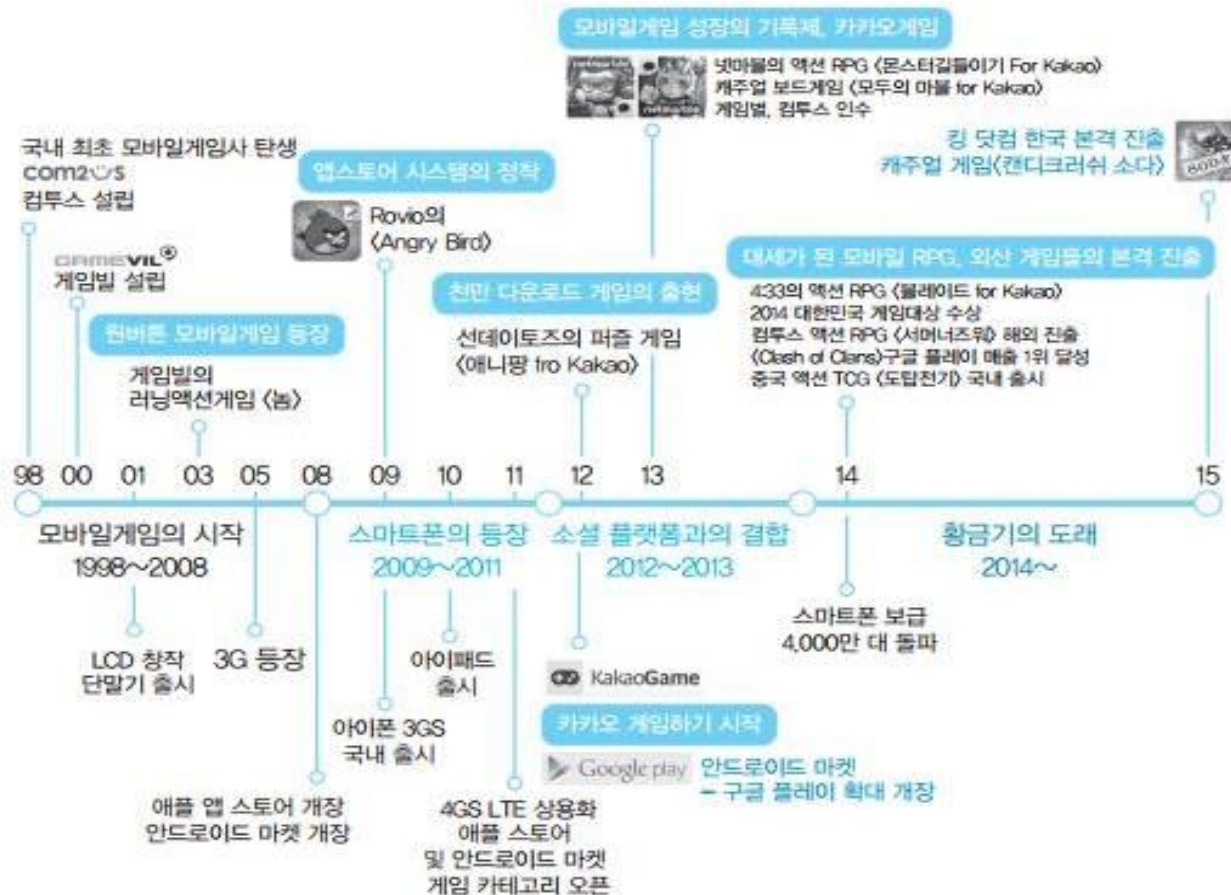 모바일게임 성장의 기폭제, 카카오게임
넷마블의 액션 RPG 〈몬스터길들이기 For Kakao〉
캐주얼 보드게임 〈모두의 마블 for Kakao〉
게임벌, 컴투스 인수
국내 최초 모바일게임사 탄생
com2us
컴투스 설립
킹 닷컴 한국 본격 진출
캐주얼 게임〈캔디크러쉬 소다〉
SODA
앱스토어 시스템의 정착
Rovio의
〈Angry Bird〉
GAMEVIL
게임빌 설립
대세가 된 모바일 RPG, 외산 게임들의 본격 진출
4:33의 액션 RPG 〈블레이드 for Kakao〉
2014 대한민국 게임대상 수상
컴투스 액션 RPG 〈서머너즈워〉 해외 진출
〈Clash of Clans〉구글 플레이 매출 1위 달성
중국 액션 TCG 〈도탑전기〉 국내 출시
천만 다운로드 게임의 출현
선데이토즈의 퍼즐 게임
〈애니팡 fro Kakao〉
원버튼 모바일게임 등장
게임빌의
러닝액션게임 〈놈〉
98 00 01 03 05 08 09 10 11 12 13 14 15
모바일게임의 시작
1998~2008
스마트폰의 등장
2009~2011
소셜 플랫폼과의 결합
2012~2013
황금기의 도래
2014~
LCD 창작
단말기 출시
3G 등장
아이패드
출시
스마트폰 보급
4,000만 대 돌파
KakaoGame
카카오 게임하기 시작
아이폰 3GS
국내 출시
Google play
안드로이드 마켓
– 구글 플레이 확대 개장
애플 앱 스토어 개장
안드로이드 마켓 개장
4GS LTE 상용화
애플 스토어
및 안드로이드 마켓
게임 카테고리 오픈